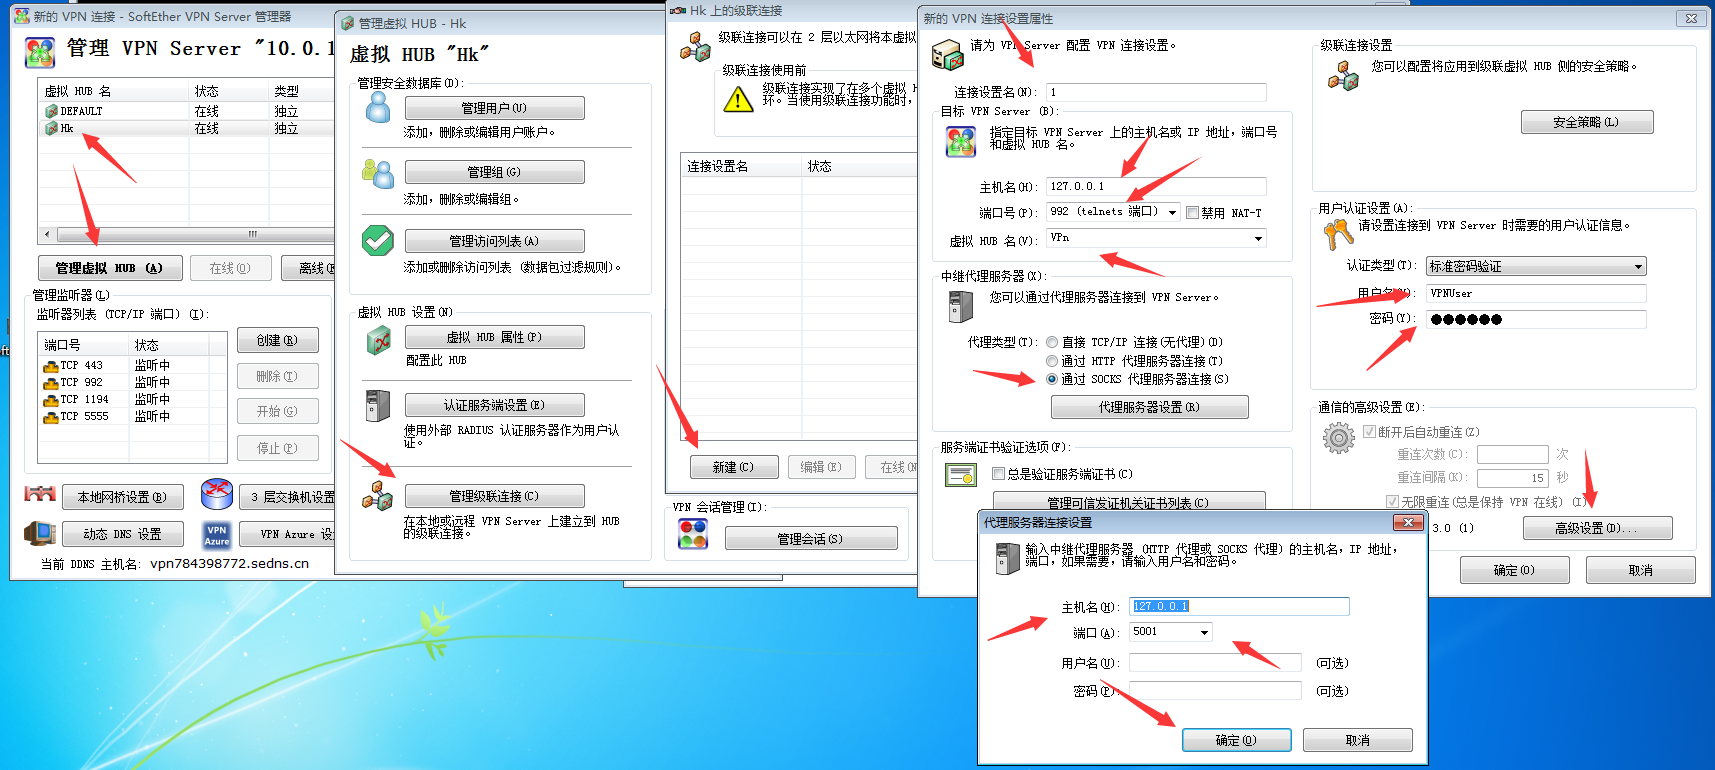 新的 VPN 连接 - SoftEther VPN Server 管理器
管理 VPN Server "10.0.1
虚拟 HUB 名 状态 类型
DEFAULT 在线 独立
Hk 在线 独立
管理虚拟 HUB (A)
在线(O)
离线(
管理监听器(L)
监听器列表 (TCP/IP 端口) (I):
端口号 状态
TCP 443 监听中
TCP 992 监听中
TCP 1194 监听中
TCP 5555 监听中
创建(R)
删除(T)
开始(G)
停止(P)
本地网桥设置(B)
3 层交换机设置
动态 DNS 设置
VPN Azure
VPN Azure 设
当前 DDNS 主机名: vpn784398772.sedns.cn
管理虚拟 HUB - Hk
虚拟 HUB "Hk"
管理安全数据库(D):
管理用户(U)
添加, 删除或编辑用户账户。
管理组(G)
添加, 删除或编辑组。
管理访问列表(A)
添加或删除访问列表 (数据包过滤规则)。
虚拟 HUB 设置(N)
虚拟 HUB 属性(P)
配置此 HUB
认证服务端设置(E)
使用外部 RADIUS 认证服务器作为用户认
证。
管理级联连接(C)
在本地或远程 VPN Server 上建立到 HUB
的级联连接。
Hk 上的级联连接
级联连接可以在 2 层以太网将本虚拟
级联连接使用前
级联连接实现了在多个虚拟
环。当使用级联连接功能时,
连接设置名 状态
新建(C)
编辑(E)
在线(N
VPN 会话管理(I):
管理会话(S)
新的 VPN 连接设置属性
请为 VPN Server 配置 VPN 连接设置。
连接设置名(N): 1
目标 VPN Server (B):
指定目标 VPN Server 上的主机名或 IP 地址, 端口号
和虚拟 HUB 名。
主机名(H): 127.0.0.1
端口号(P): 992 (telnets 端口) 禁用 NAT-T
虚拟 HUB 名(V): VPn
中继代理服务器(X):
您可以通过代理服务器连接到 VPN Server。
代理类型(T): 直接 TCP/IP 连接(无代理)(D)
通过 HTTP 代理服务器连接(T)
通过 SOCKS 代理服务器连接(S)
代理服务器设置(R)
服务端证书验证选项(F):
总是验证服务端证书(C)
管理可信发证机关证书列表(C)
级联连接设置
您可以配置将应用到级联虚拟 HUB 侧的安全策略。
安全策略(L)
用户认证设置(A):
请设置连接到 VPN Server 时需要的用户认证信息。
认证类型(T): 标准密码验证
用户名 VPNUser
密码(Y): ●●●●●●
通信的高级设置(E):
断开后自动重连(Z)
重连次数(C): 次
重连间隔(K): 15 秒
无限重连(总是保持 VPN 在线) (I)
3.0 (1)
高级设置(D)...
确定(O)
取消
代理服务器连接设置
输入中继代理服务器 (HTTP 代理或 SOCKS 代理) 的主机名, IP 地址,
端口, 如果需要, 请输入用户名和密码。
主机名(H): 127.0.0.1
端口(A): 5001
用户名(U): (可选)
密码(P): (可选)
确定(O)
取消